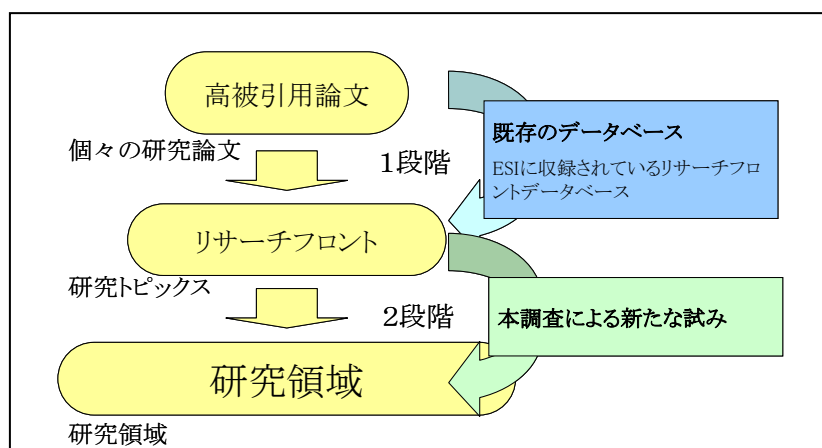 高被引用論文
個々の研究論文
1段階
既存のデータベース
ESIに収録されているリサーチフロ
ントデータベース
リサーチフロント
研究トピックス
2段階
本調査による新たな試み
研究領域
研究領域